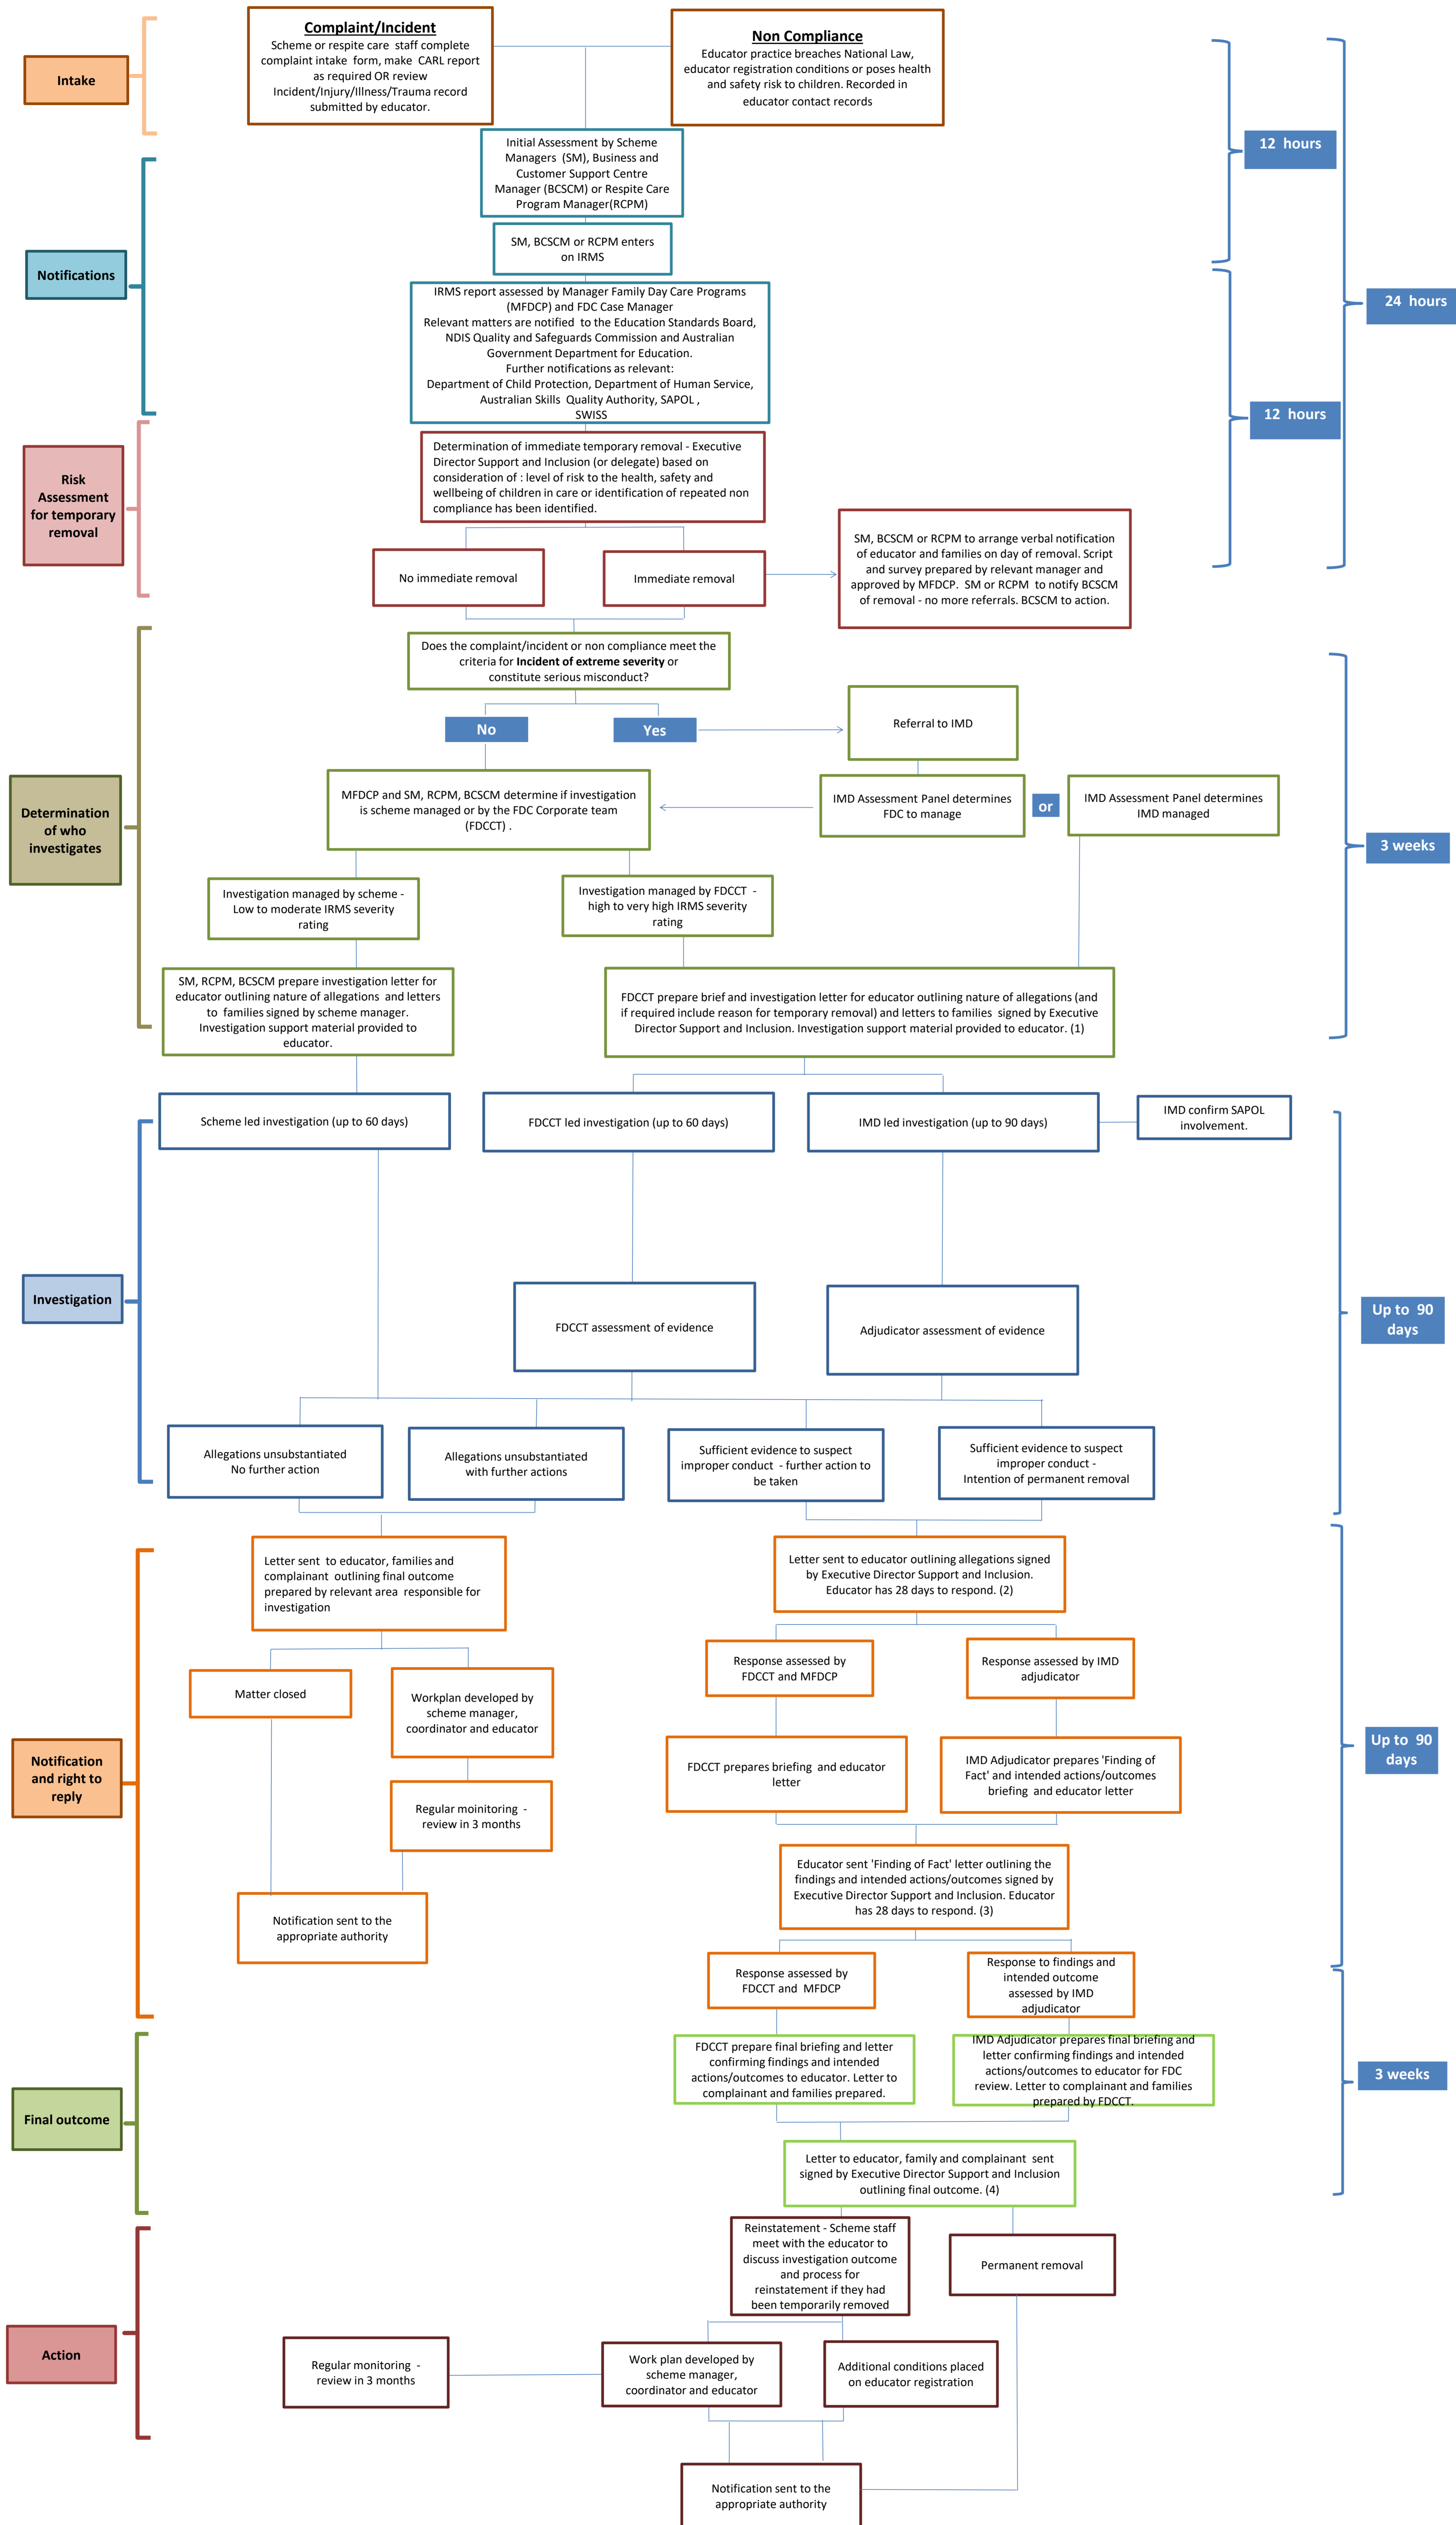 Complaint/Incident
Scheme or respite care staff complete
complaint intake form, make CARL report
as required OR review
Incident/Injury/Illness/Trauma record
submitted by educator.
Non Compliance
Educator practice breaches National Law,
educator registration conditions or poses health
and safety risk to children. Recorded in
educator contact records
Intake
12 hours
Initial Assessment by Scheme
Managers (SM), Business and
Customer Support Centre
Manager (BCSCM) or Respite Care
Program Manager(RCPM)
SM, BCSCM or RCPM enters
on IRMS
Notifications
24 hours
IRMS report assessed by Manager Family Day Care Programs
(MFDCP) and FDC Case Manager
Relevant matters are notified to the Education Standards Board,
NDIS Quality and Safeguards Commission and Australian
Government Department for Education.
Further notifications as relevant:
Department of Child Protection, Department of Human Service,
Australian Skills Quality Authority, SAPOL ,
SWISS
12 hours
Risk
Assessment
for temporary
removal
Determination of immediate temporary removal - Executive
Director Support and Inclusion (or delegate) based on
consideration of : level of risk to the health, safety and
wellbeing of children in care or identification of repeated non
compliance has been identified.
No immediate removal
Immediate removal
SM, BCSCM or RCPM to arrange verbal notification
of educator and families on day of removal. Script
and survey prepared by relevant manager and
approved by MFDCP. SM or RCPM to notify BCSCM
of removal - no more referrals. BCSCM to action.
Does the complaint/incident or non compliance meet the
criteria for Incident of extreme severity or
constitute serious misconduct?
No
Yes
Referral to IMD
Determination
of who
investigates
MFDCP and SM, RCPM, BCSCM determine if investigation
is scheme managed or by the FDC Corporate team
(FDCCT) .
IMD Assessment Panel determines
FDC to manage
or
IMD Assessment Panel determines
IMD managed
3 weeks
Investigation managed by scheme -
Low to moderate IRMS severity
rating
Investigation managed by FDCCT -
high to very high IRMS severity
rating
SM, RCPM, BCSCM prepare investigation letter for
educator outlining nature of allegations and letters
to families signed by scheme manager.
Investigation support material provided to
educator.
FDCCT prepare brief and investigation letter for educator outlining nature of allegations (and
if required include reason for temporary removal) and letters to families signed by Executive
Director Support and Inclusion. Investigation support material provided to educator. (1)
Scheme led investigation (up to 60 days)
FDCCT led investigation (up to 60 days)
IMD led investigation (up to 90 days)
IMD confirm SAPOL
involvement.
Investigation
FDCCT assessment of evidence
Adjudicator assessment of evidence
Up to 90
days
Allegations unsubstantiated
No further action
Allegations unsubstantiated
with further actions
Sufficient evidence to suspect
improper conduct - further action to
be taken
Sufficient evidence to suspect
improper conduct -
Intention of permanent removal
Letter sent to educator, families and
complainant outlining final outcome
prepared by relevant area responsible for
investigation
Letter sent to educator outlining allegations signed
by Executive Director Support and Inclusion.
Educator has 28 days to respond. (2)
Matter closed
Workplan developed by
scheme manager,
coordinator and educator
Response assessed by
FDCCT and MFDCP
Response assessed by IMD
adjudicator
Notification
and right to
reply
FDCCT prepares briefing and educator
letter
IMD Adjudicator prepares 'Finding of
Fact' and intended actions/outcomes
briefing and educator letter
Up to 90
days
Regular moinitoring -
review in 3 months
Educator sent 'Finding of Fact' letter outlining the
findings and intended actions/outcomes signed by
Executive Director Support and Inclusion. Educator
has 28 days to respond. (3)
Notification sent to the
appropriate authority
Response assessed by
FDCCT and MFDCP
Response to findings and
intended outcome
assessed by IMD
adjudicator
Final outcome
FDCCT prepare final briefing and letter
confirming findings and intended
actions/outcomes to educator. Letter to
complainant and families prepared.
IMD Adjudicator prepares final briefing and
letter confirming findings and intended
actions/outcomes to educator for FDC
review. Letter to complainant and families
prepared by FDCCT.
3 weeks
Letter to educator, family and complainant sent
signed by Executive Director Support and Inclusion
outlining final outcome. (4)
Reinstatement - Scheme staff
meet with the educator to
discuss investigation outcome
and process for
reinstatement if they had
been temporarily removed
Permanent removal
Action
Regular monitoring -
review in 3 months
Work plan developed by
scheme manager,
coordinator and educator
Additional conditions placed
on educator registration
Notification sent to the
appropriate authority